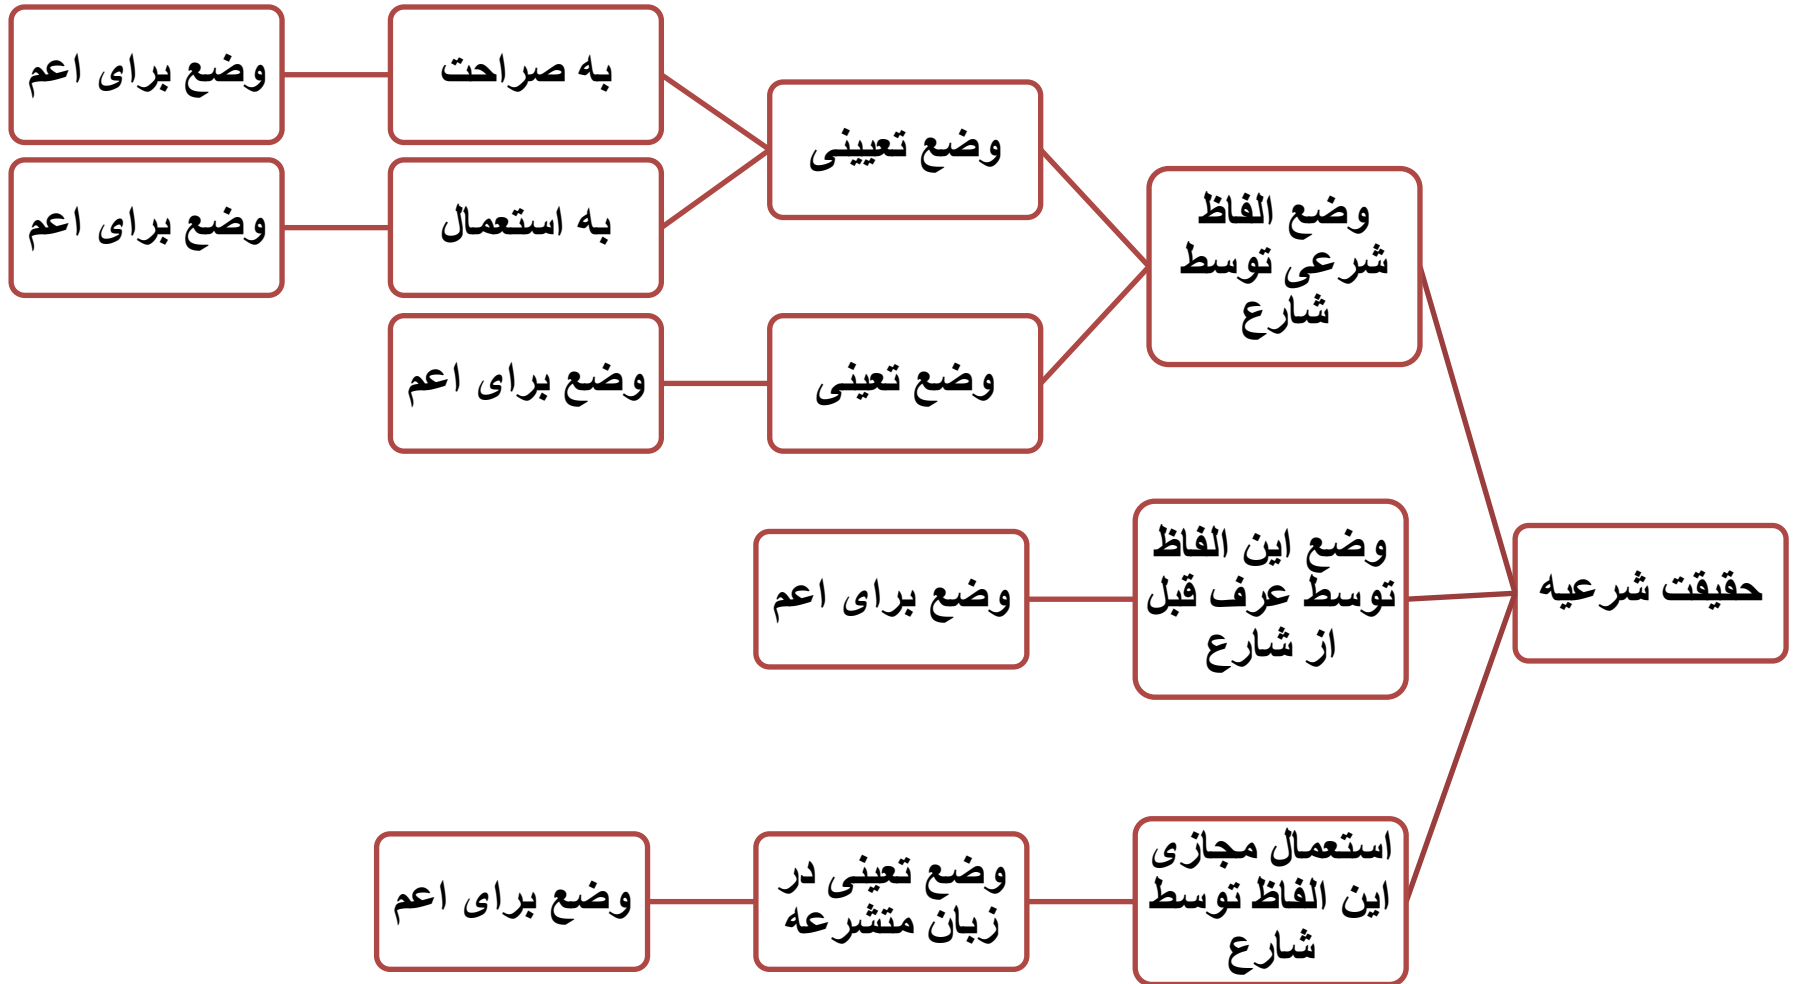 حقیقت شرعیه
وضع الفاظ
شرعی توسط
شارع
وضع تعیینی
به صراحت
وضع برای اعم
به استعمال
وضع برای اعم
وضع تعینی
وضع برای اعم
وضع این الفاظ
توسط عرف قبل
از شارع
وضع برای اعم
استعمال مجازی
این الفاظ توسط
شارع
وضع تعینی در
زبان متشرعه
وضع برای اعم